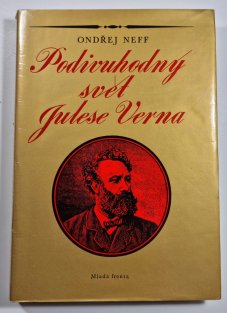 ONDŘEJ NEFF
Podivuhodný
svět
Julese Verna
Mladá fronta